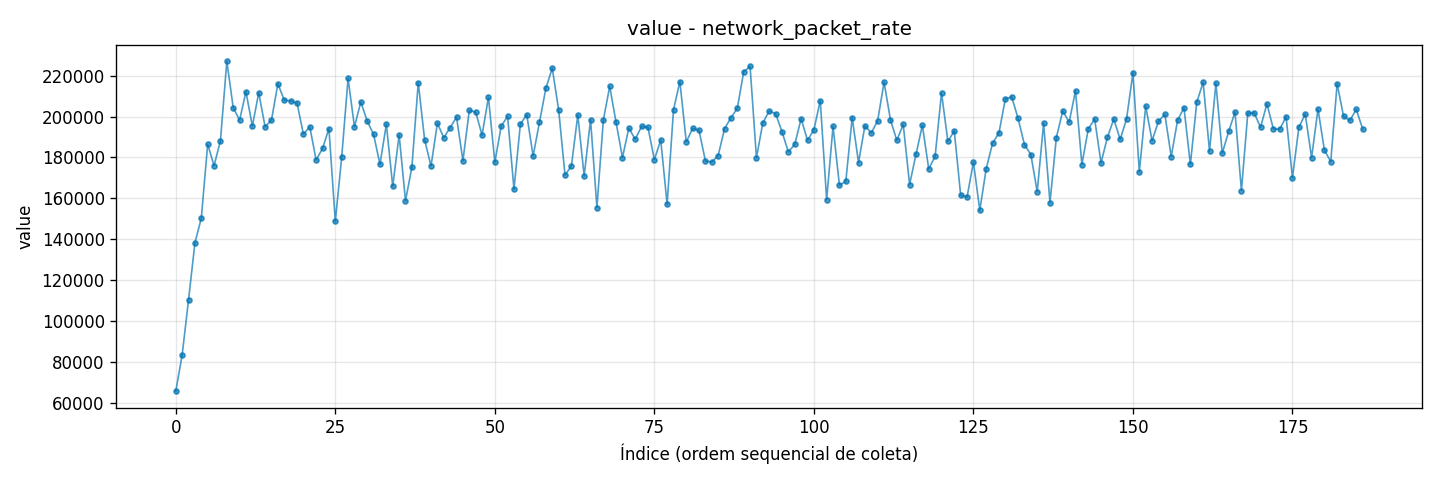 value - network_packet_rate
220000
200000
180000
160000
140000
120000
100000
80000
60000
value
0 25 50 75 100 125 150 175
Índice (ordem sequencial de coleta)